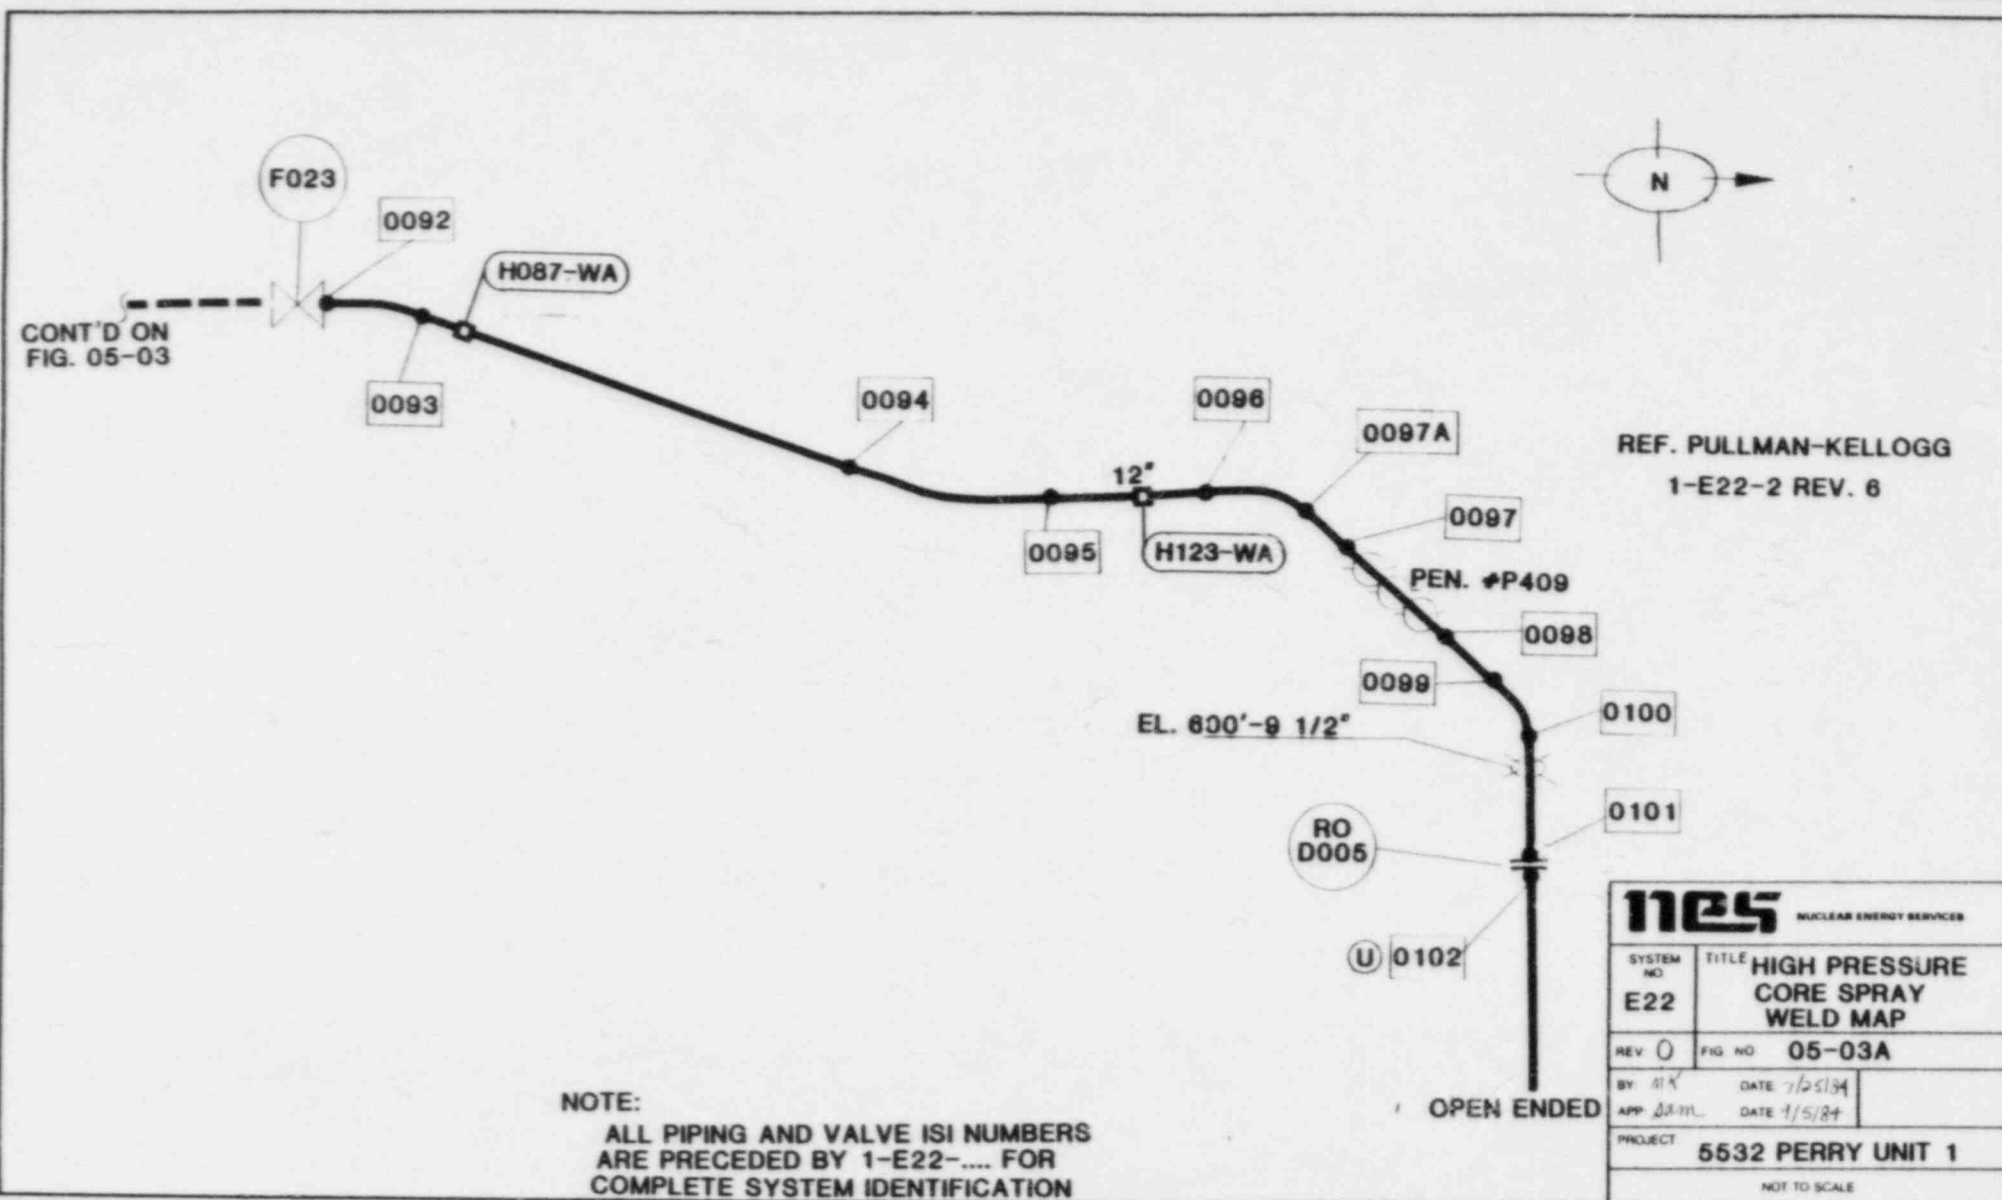 F023
0092
H087-WA
N
CONT'D ON
FIG. 05-03
0093
0094
0096
0097A
12"
REF. PULLMAN-KELLOGG
1-E22-2 REV. 6
0097
0095
H123-WA
PEN. #P409
0098
0099
0100
EL. 600'-9 1/2"
0101
RO
D005
U 0102
OPEN ENDED
NOTE:
ALL PIPING AND VALVE ISI NUMBERS
ARE PRECEDED BY 1-E22-.... FOR
COMPLETE SYSTEM IDENTIFICATION
nes NUCLEAR ENERGY SERVICES
SYSTEM
NO
E22
TITLE HIGH PRESSURE
CORE SPRAY
WELD MAP
REV 0 FIG NO 05-03A
BY DATE 7/25/84
APP DATE
PROJECT
5532 PERRY UNIT 1
NOT TO SCALE